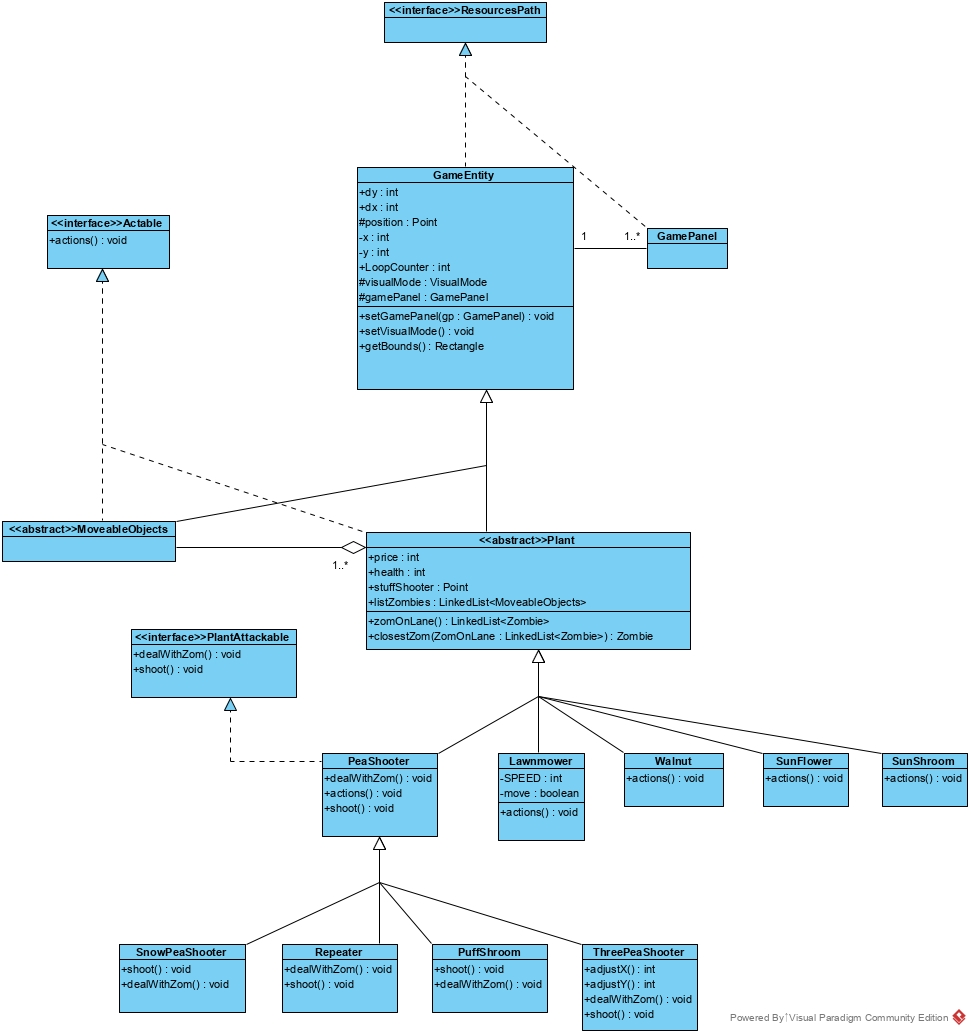 <<interface>>ResourcesPath
GameEntity
+dy : int
+dx : int
#position : Point
-x : int
-y : int
+LoopCounter : int
#visualMode : VisualMode
#gamePanel : GamePanel
+setGamePanel(gp : GamePanel) : void
+setVisualMode() : void
+getBounds() : Rectangle
1
1..*
GamePanel
<<interface>>Actable
+actions() : void
<<abstract>>MoveableObjects
1..*
<<abstract>>Plant
+price : int
+health : int
+stuffShooter : Point
+listZombies : LinkedList<MoveableObjects>
+zomOnLane() : LinkedList<Zombie>
+closestZom(ZomOnLane : LinkedList<Zombie>) : Zombie
<<interface>>PlantAttackable
+dealWithZom() : void
+shoot() : void
PeaShooter
+dealWithZom() : void
+actions() : void
+shoot() : void
Lawnmower
-SPEED : int
-move : boolean
+actions() : void
Walnut
+actions() : void
SunFlower
+actions() : void
SunShroom
+actions() : void
SnowPeaShooter
+shoot() : void
+dealWithZom() : void
Repeater
+dealWithZom() : void
+shoot() : void
PuffShroom
+shoot() : void
+dealWithZom() : void
ThreePeaShooter
+adjustX() : int
+adjustY() : int
+dealWithZom() : void
+shoot() : void
Powered By Visual Paradigm Community Edition